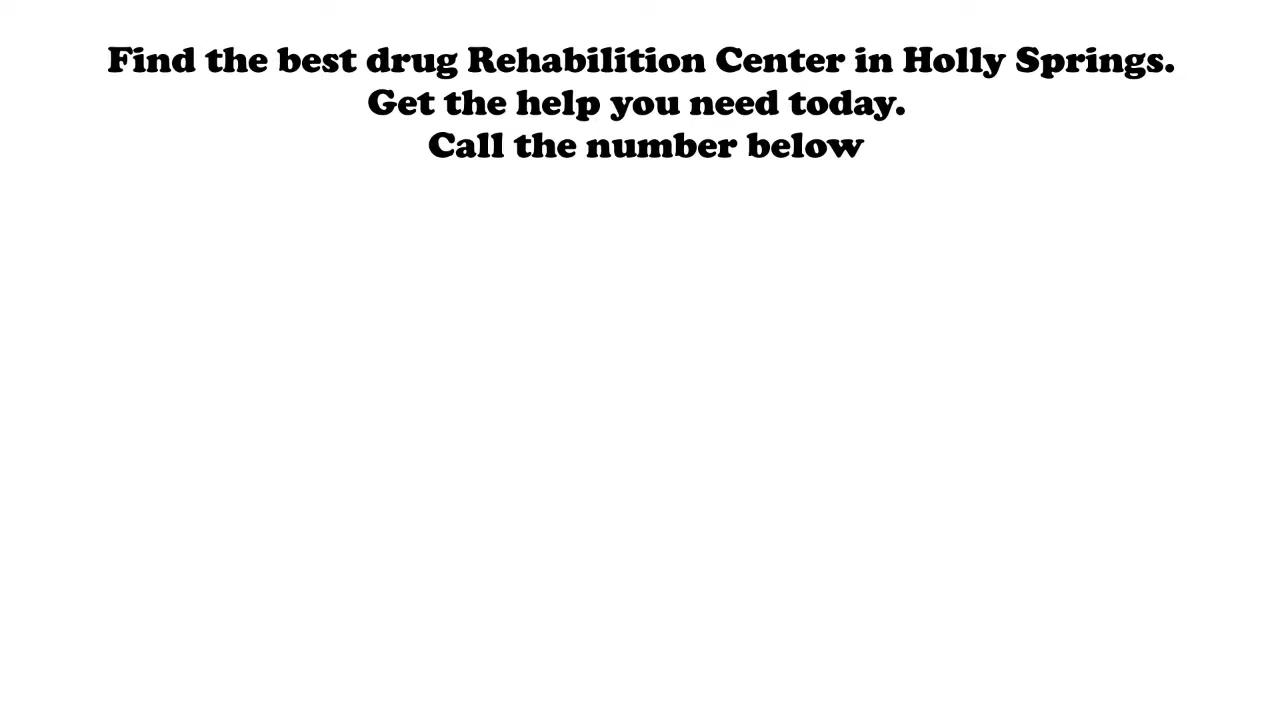 Find the best drug Rehabilition Center in Holly Springs.
Get the help you need today.
Call the number below